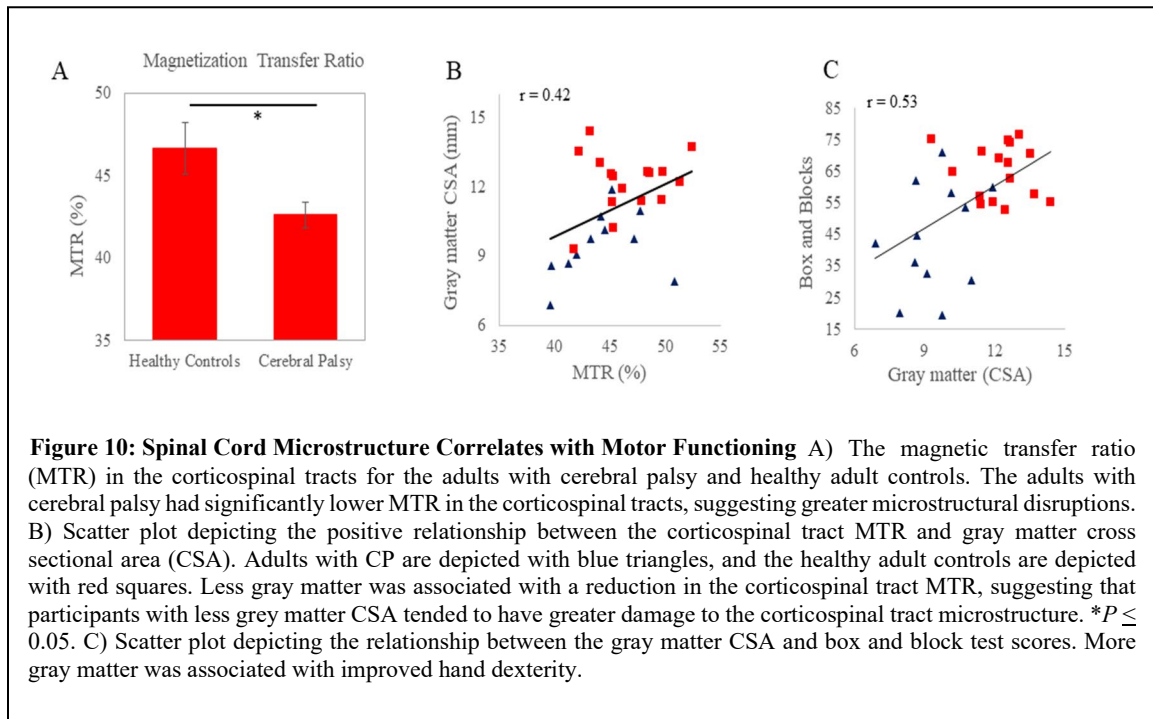 A
Magnetization Transfer Ratio
50
45
40
35
MTR (%)
*
Healthy Controls
Cerebral Palsy
B
r = 0.42
15
12
9
6
Gray matter CSA (mm)
35
40
45
50
55
MTR (%)
C
r = 0.53
85
75
65
55
45
35
25
15
Box and Blocks
6
9
12
15
Gray matter (CSA)
Figure 10: Spinal Cord Microstructure Correlates with Motor Functioning A) The magnetic transfer ratio
(MTR) in the corticospinal tracts for the adults with cerebral palsy and healthy adult controls. The adults with
cerebral palsy had significantly lower MTR in the corticospinal tracts, suggesting greater microstructural disruptions.
B) Scatter plot depicting the positive relationship between the corticospinal tract MTR and gray matter cross
sectional area (CSA). Adults with CP are depicted with blue triangles, and the healthy adult controls are depicted
with red squares. Less gray matter was associated with a reduction in the corticospinal tract MTR, suggesting that
participants with less grey matter CSA tended to have greater damage to the corticospinal tract microstructure. *P ≤
0.05. C) Scatter plot depicting the relationship between the gray matter CSA and box and block test scores. More
gray matter was associated with improved hand dexterity.